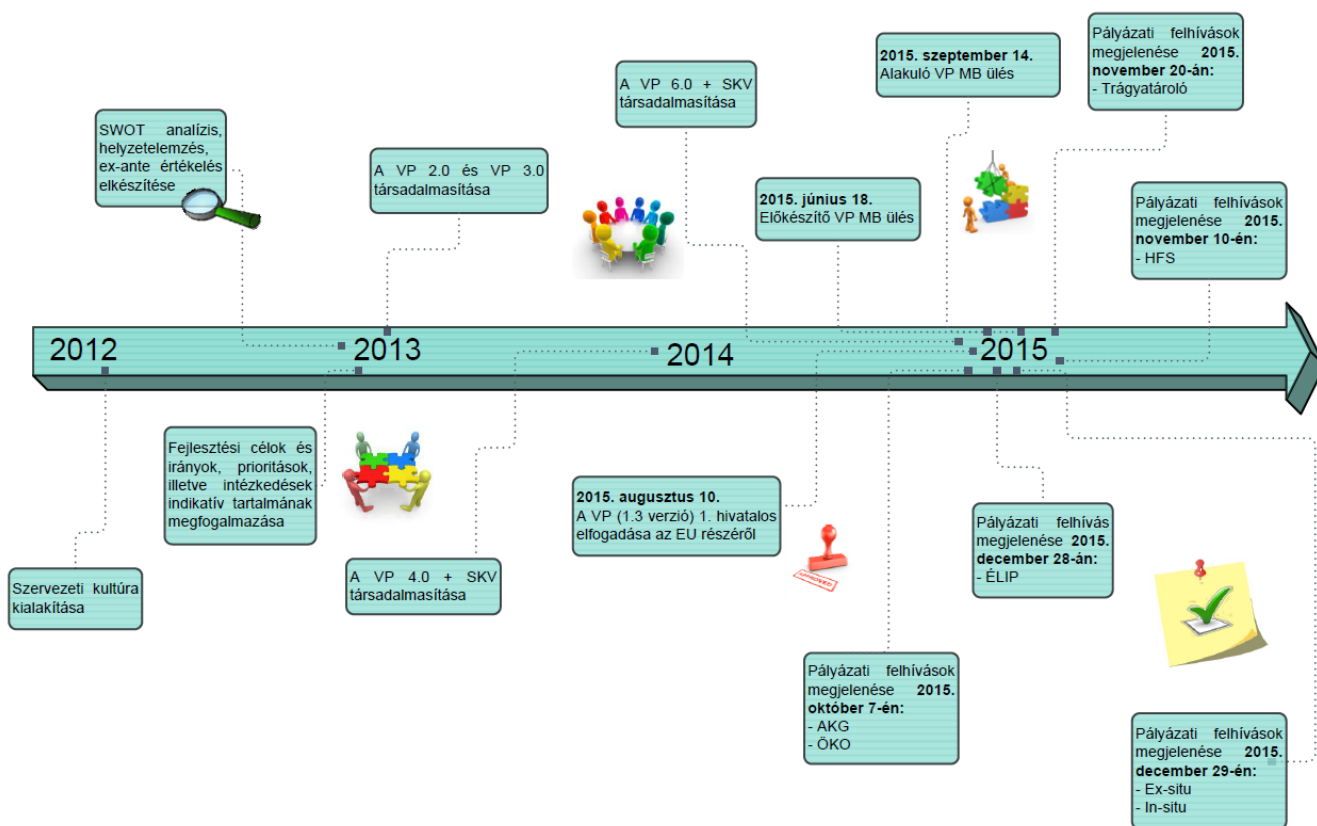 SWOT analízis,
helyzetelemzés,
ex-ante értékelés
elkészítése
A VP 2.0 és VP 3.0
társadalmasítása
A VP 6.0 + SKV
társadalmasítása
2015. június 18.
Előkészítő VP MB ülés
2015. szeptember 14.
Alakuló VP MB ülés
Pályázati felhívások
megjelenése 2015.
november 20-án:
- Trágyatároló
Pályázati felhívások
megjelenése 2015.
november 10-én:
- HFS
2012
2013
2014
2015
Szervezeti kultúra
kialakítása
Fejlesztési célok és
irányok, prioritások,
illetve intézkedések
indikatív tartalmának
megfogalmazása
A VP 4.0 + SKV
társadalmasítása
2015. augusztus 10.
A VP (1.3 verzió) 1. hivatalos
elfogadása az EU részéről
APPROVED!
Pályázati felhívások
megjelenése 2015.
október 7-én:
- AKG
- ÖKO
Pályázati felhívás
megjelenése 2015.
december 28-án:
- ÉLIP
Pályázati felhívások
megjelenése 2015.
december 29-én:
- Ex-situ
- In-situ